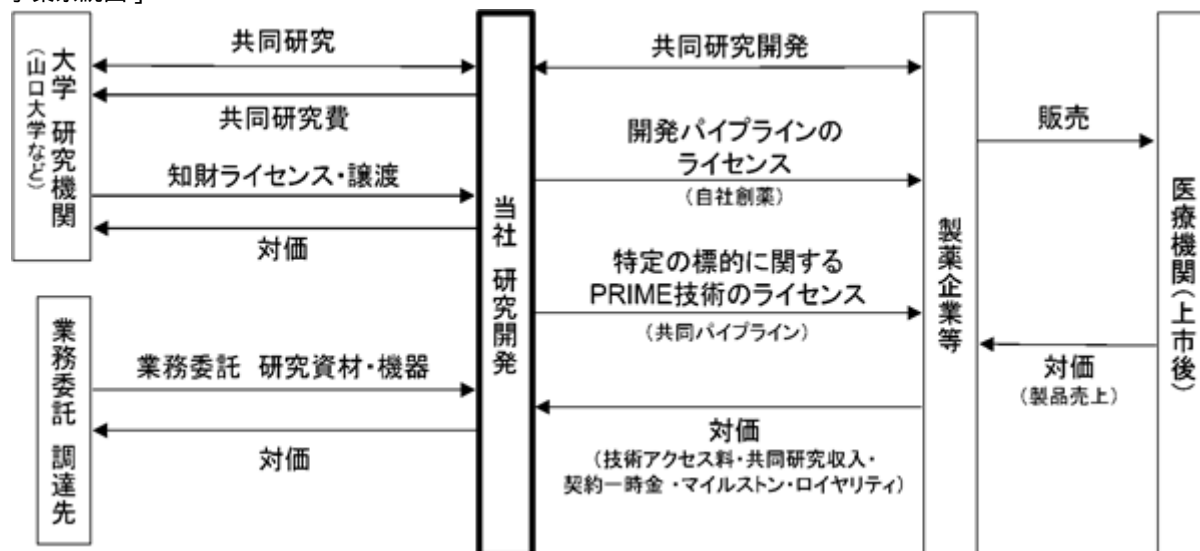 事業系統図］
大学 研究機関
（山口大学など）
共同研究
共同研究費
知財ライセンス・譲渡
対価
業務委託 調達先
業務委託 研究資材・機器
対価
当社 研究開発
共同研究開発
開発パイプラインの
ライセンス
（自社創薬）
特定の標的に関する
PRIME技術のライセンス
（共同パイプライン）
対価
（技術アクセス料・共同研究収入・
契約一時金・マイルストン・ロイヤリティ）
製薬企業等
販売
対価
（製品売上）
医療機関（上市後）